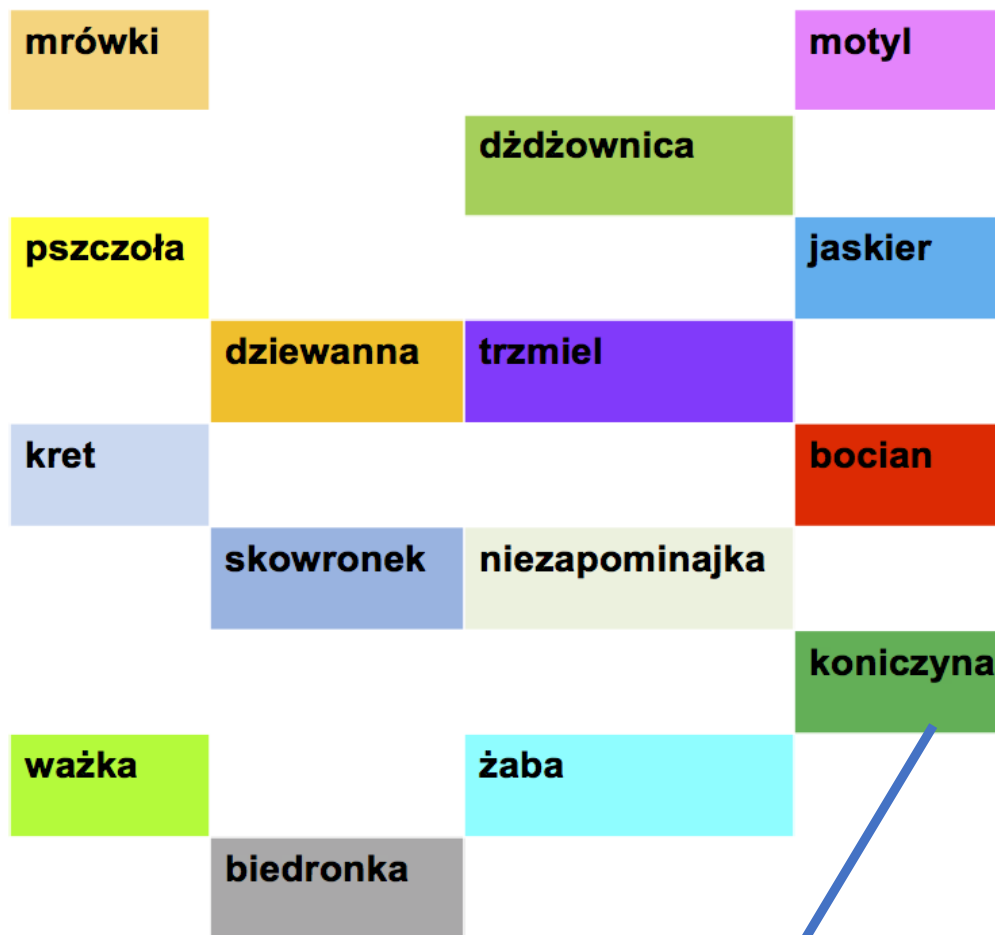 mrówki motyl
dżdżownica
pszczoła jaskier
dziewanna trzmiel
kret bocian
skowronek niezapominajka
koniczyna
ważka żaba
biedronka